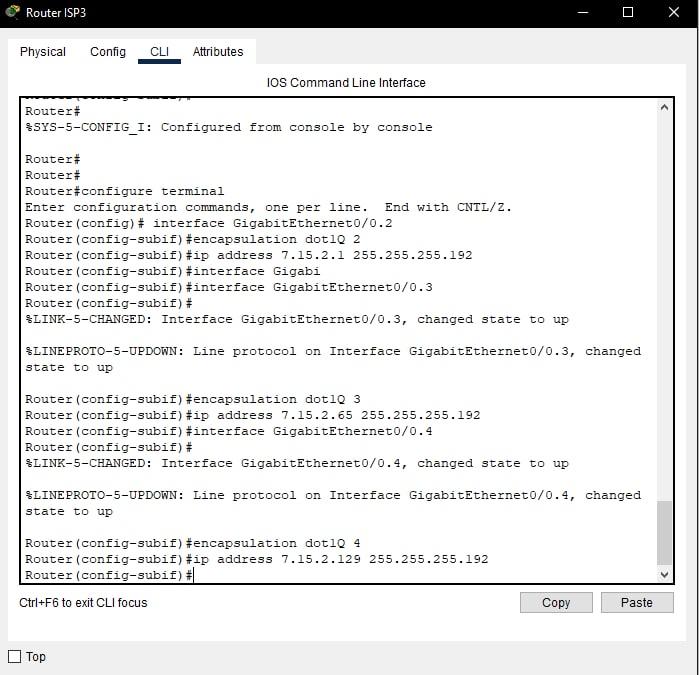 Router ISP3
Physical Config CLI Attributes
IOS Command Line Interface
Router(config-subif)#
Router#
%SYS-5-CONFIG_I: Configured from console by console
Router#
Router#
Router#configure terminal
Enter configuration commands, one per line.  End with CNTL/Z.
Router(config)# interface GigabitEthernet0/0.2
Router(config-subif)#encapsulation dot1Q 2
Router(config-subif)#ip address 7.15.2.1 255.255.255.192
Router(config-subif)#interface Gigabi
Router(config-subif)#interface GigabitEthernet0/0.3
Router(config-subif)#
%LINK-5-CHANGED: Interface GigabitEthernet0/0.3, changed state to up
%LINEPROTO-5-UPDOWN: Line protocol on Interface GigabitEthernet0/0.3, changed
state to up
Router(config-subif)#encapsulation dot1Q 3
Router(config-subif)#ip address 7.15.2.65 255.255.255.192
Router(config-subif)#interface GigabitEthernet0/0.4
Router(config-subif)#
%LINK-5-CHANGED: Interface GigabitEthernet0/0.4, changed state to up
%LINEPROTO-5-UPDOWN: Line protocol on Interface GigabitEthernet0/0.4, changed
state to up
Router(config-subif)#encapsulation dot1Q 4
Router(config-subif)#ip address 7.15.2.129 255.255.255.192
Router(config-subif)#
Ctrl+F6 to exit CLI focus
Copy Paste
Top